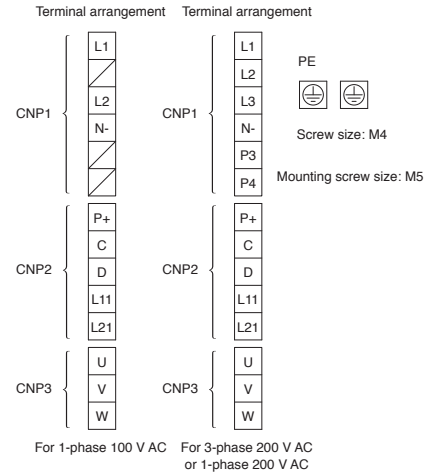 Terminal arrangement
L1
L2
N-
CNP1
P+
C
D
L11
L21
CNP2
U
V
W
CNP3
For 1-phase 100 V AC
Terminal arrangement
L1
L2
L3
N-
P3
P4
CNP1
P+
C
D
L11
L21
CNP2
U
V
W
CNP3
For 3-phase 200 V AC
or 1-phase 200 V AC
PE
Screw size: M4
Mounting screw size: M5